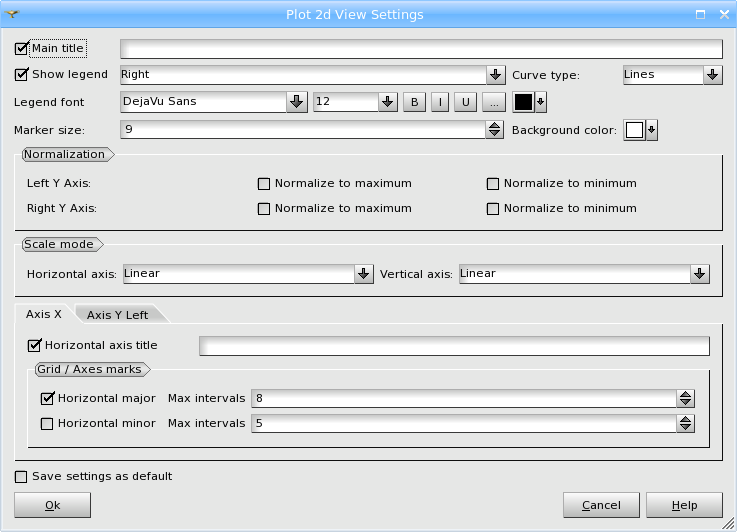 Plot 2d View Settings
Main title
Show legend Right Curve type: Lines
Legend font DejaVu Sans 12 B I U ...
Marker size: 9 Background color:
Normalization
Left Y Axis: Normalize to maximum Normalize to minimum
Right Y Axis: Normalize to maximum Normalize to minimum
Scale mode
Horizontal axis: Linear Vertical axis: Linear
Axis X Axis Y Left
Horizontal axis title
Grid / Axes marks
Horizontal major Max intervals 8
Horizontal minor Max intervals 5
Save settings as default
Ok Cancel Help